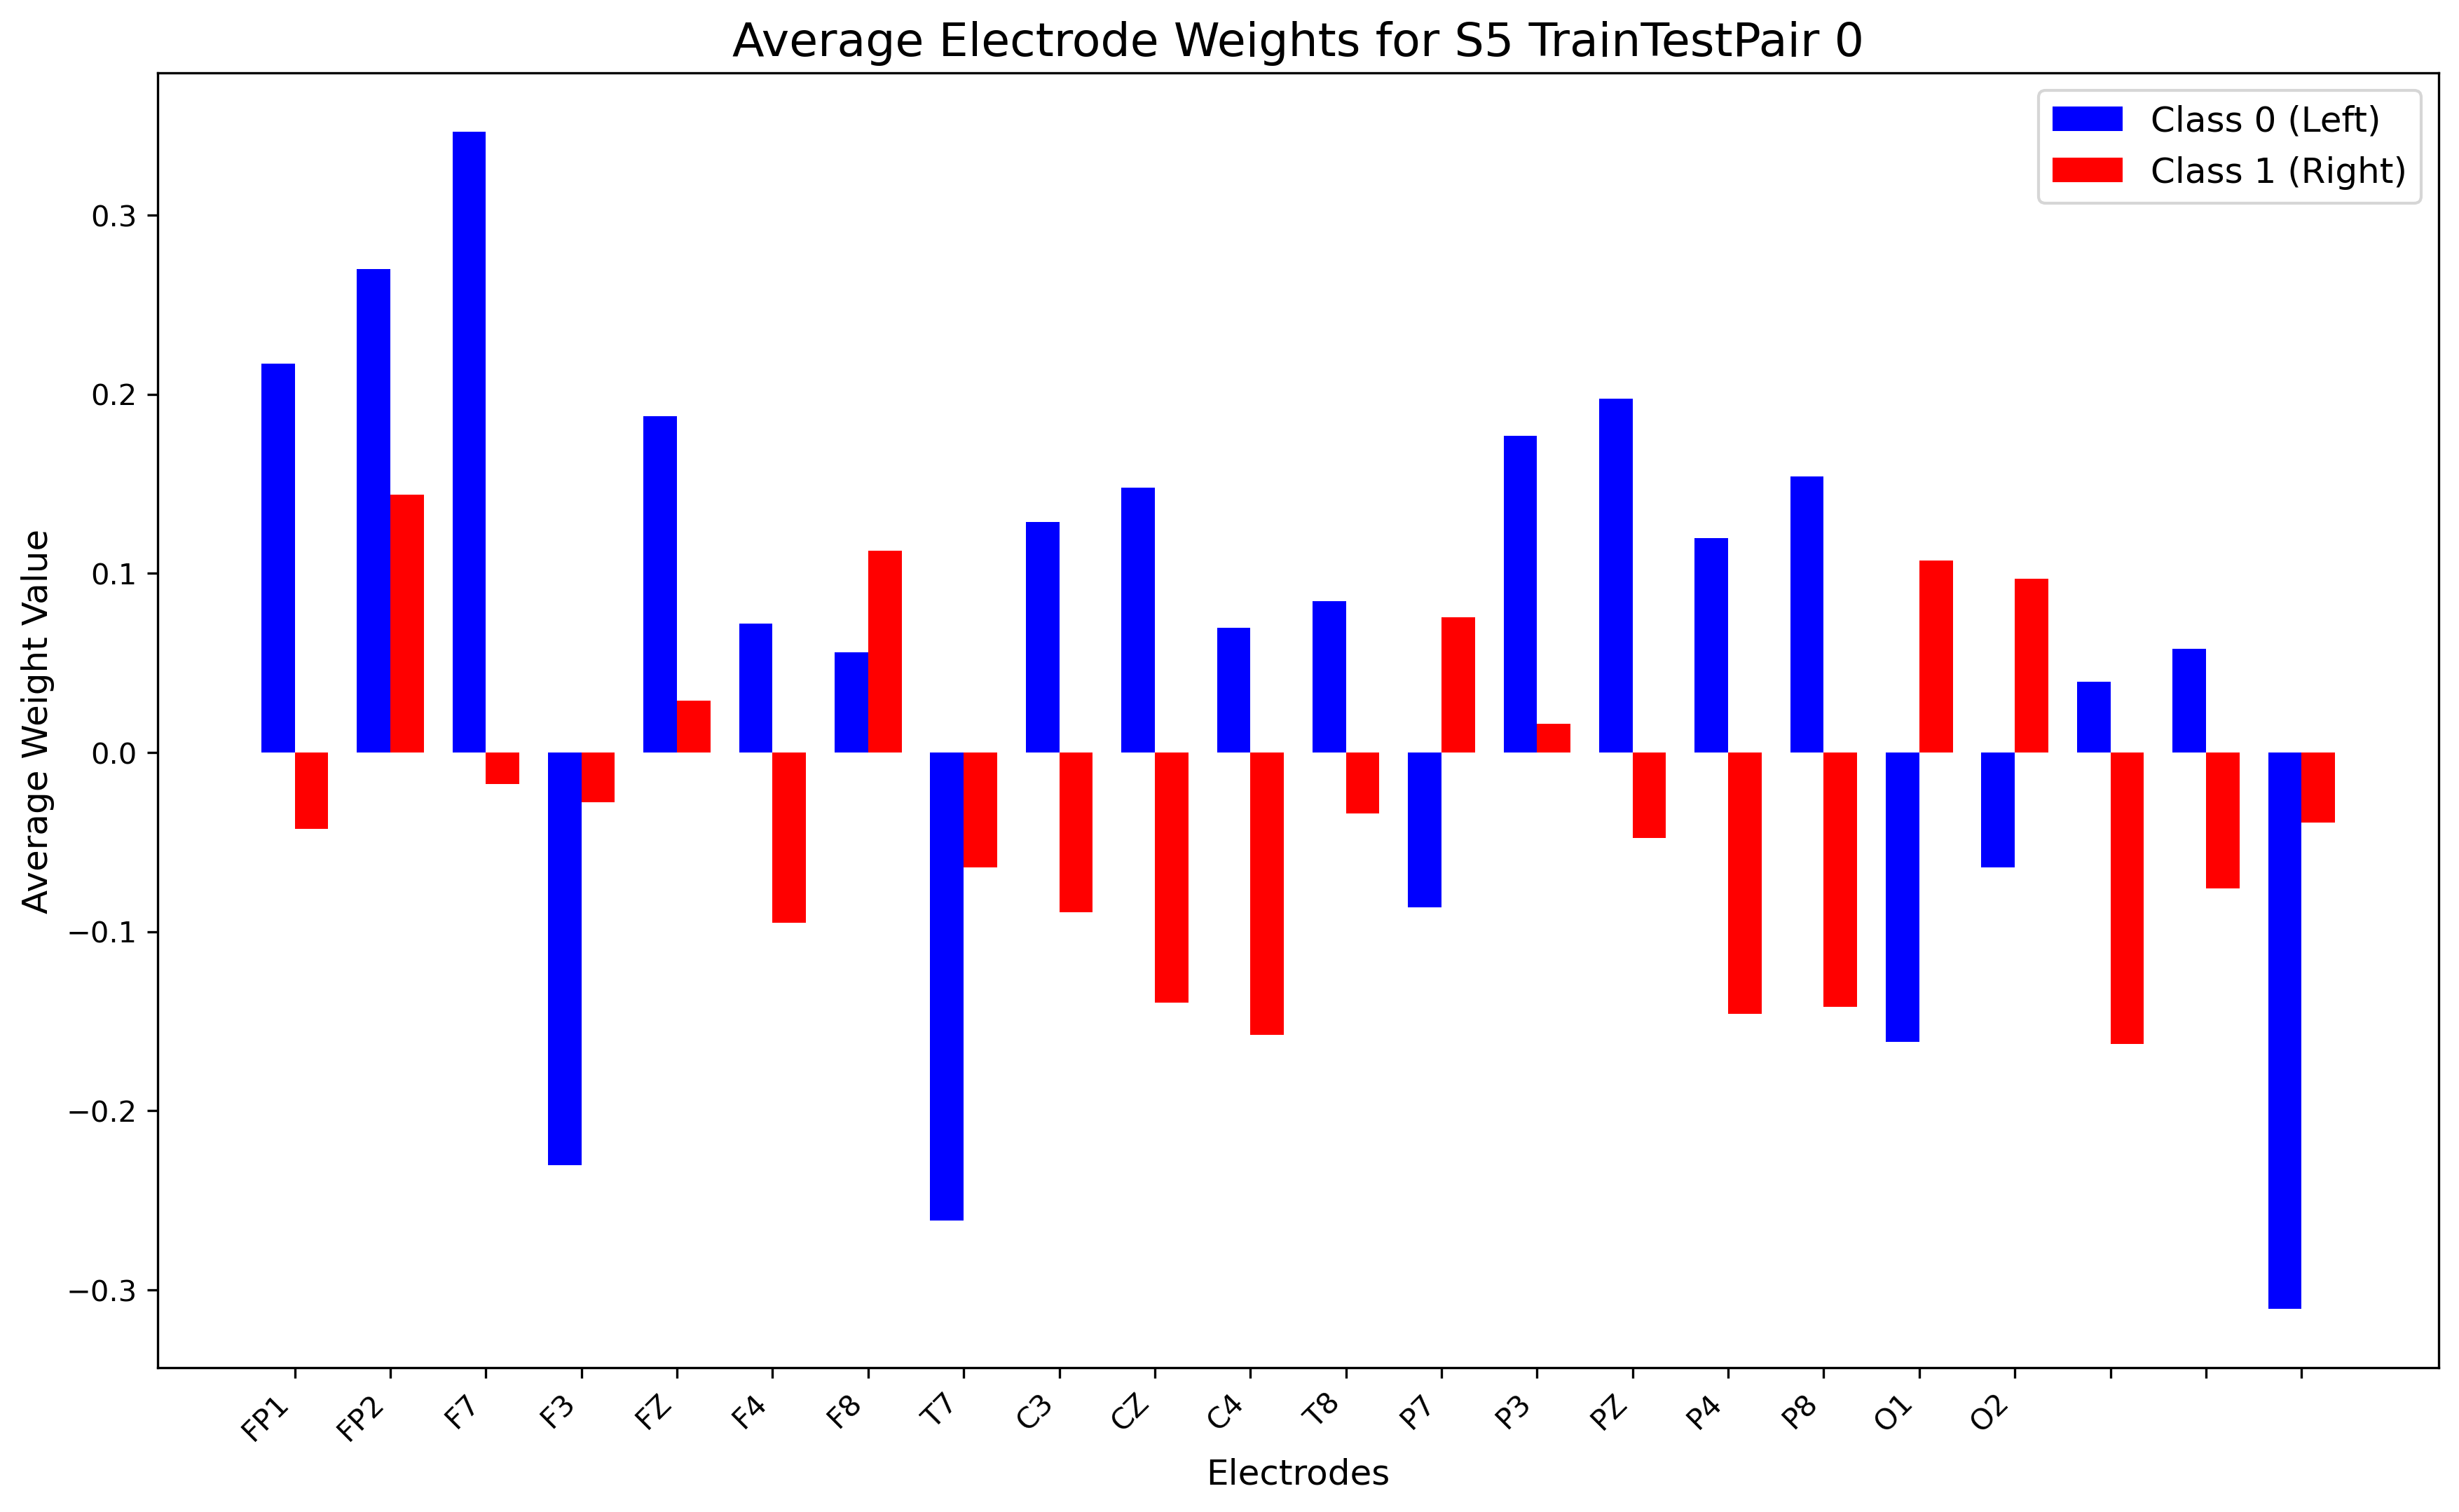 Average Electrode Weights for S5 TrainTestPair 0
Class 0 (Left)
Class 1 (Right)
Average Weight Value
0.3
0.2
0.1
0.0
−0.1
−0.2
−0.3
FP1 FP2 F7 F3 FZ F4 F8 T7 C3 CZ C4 T8 P7 P3 PZ P4 P8 O1 O2
Electrodes